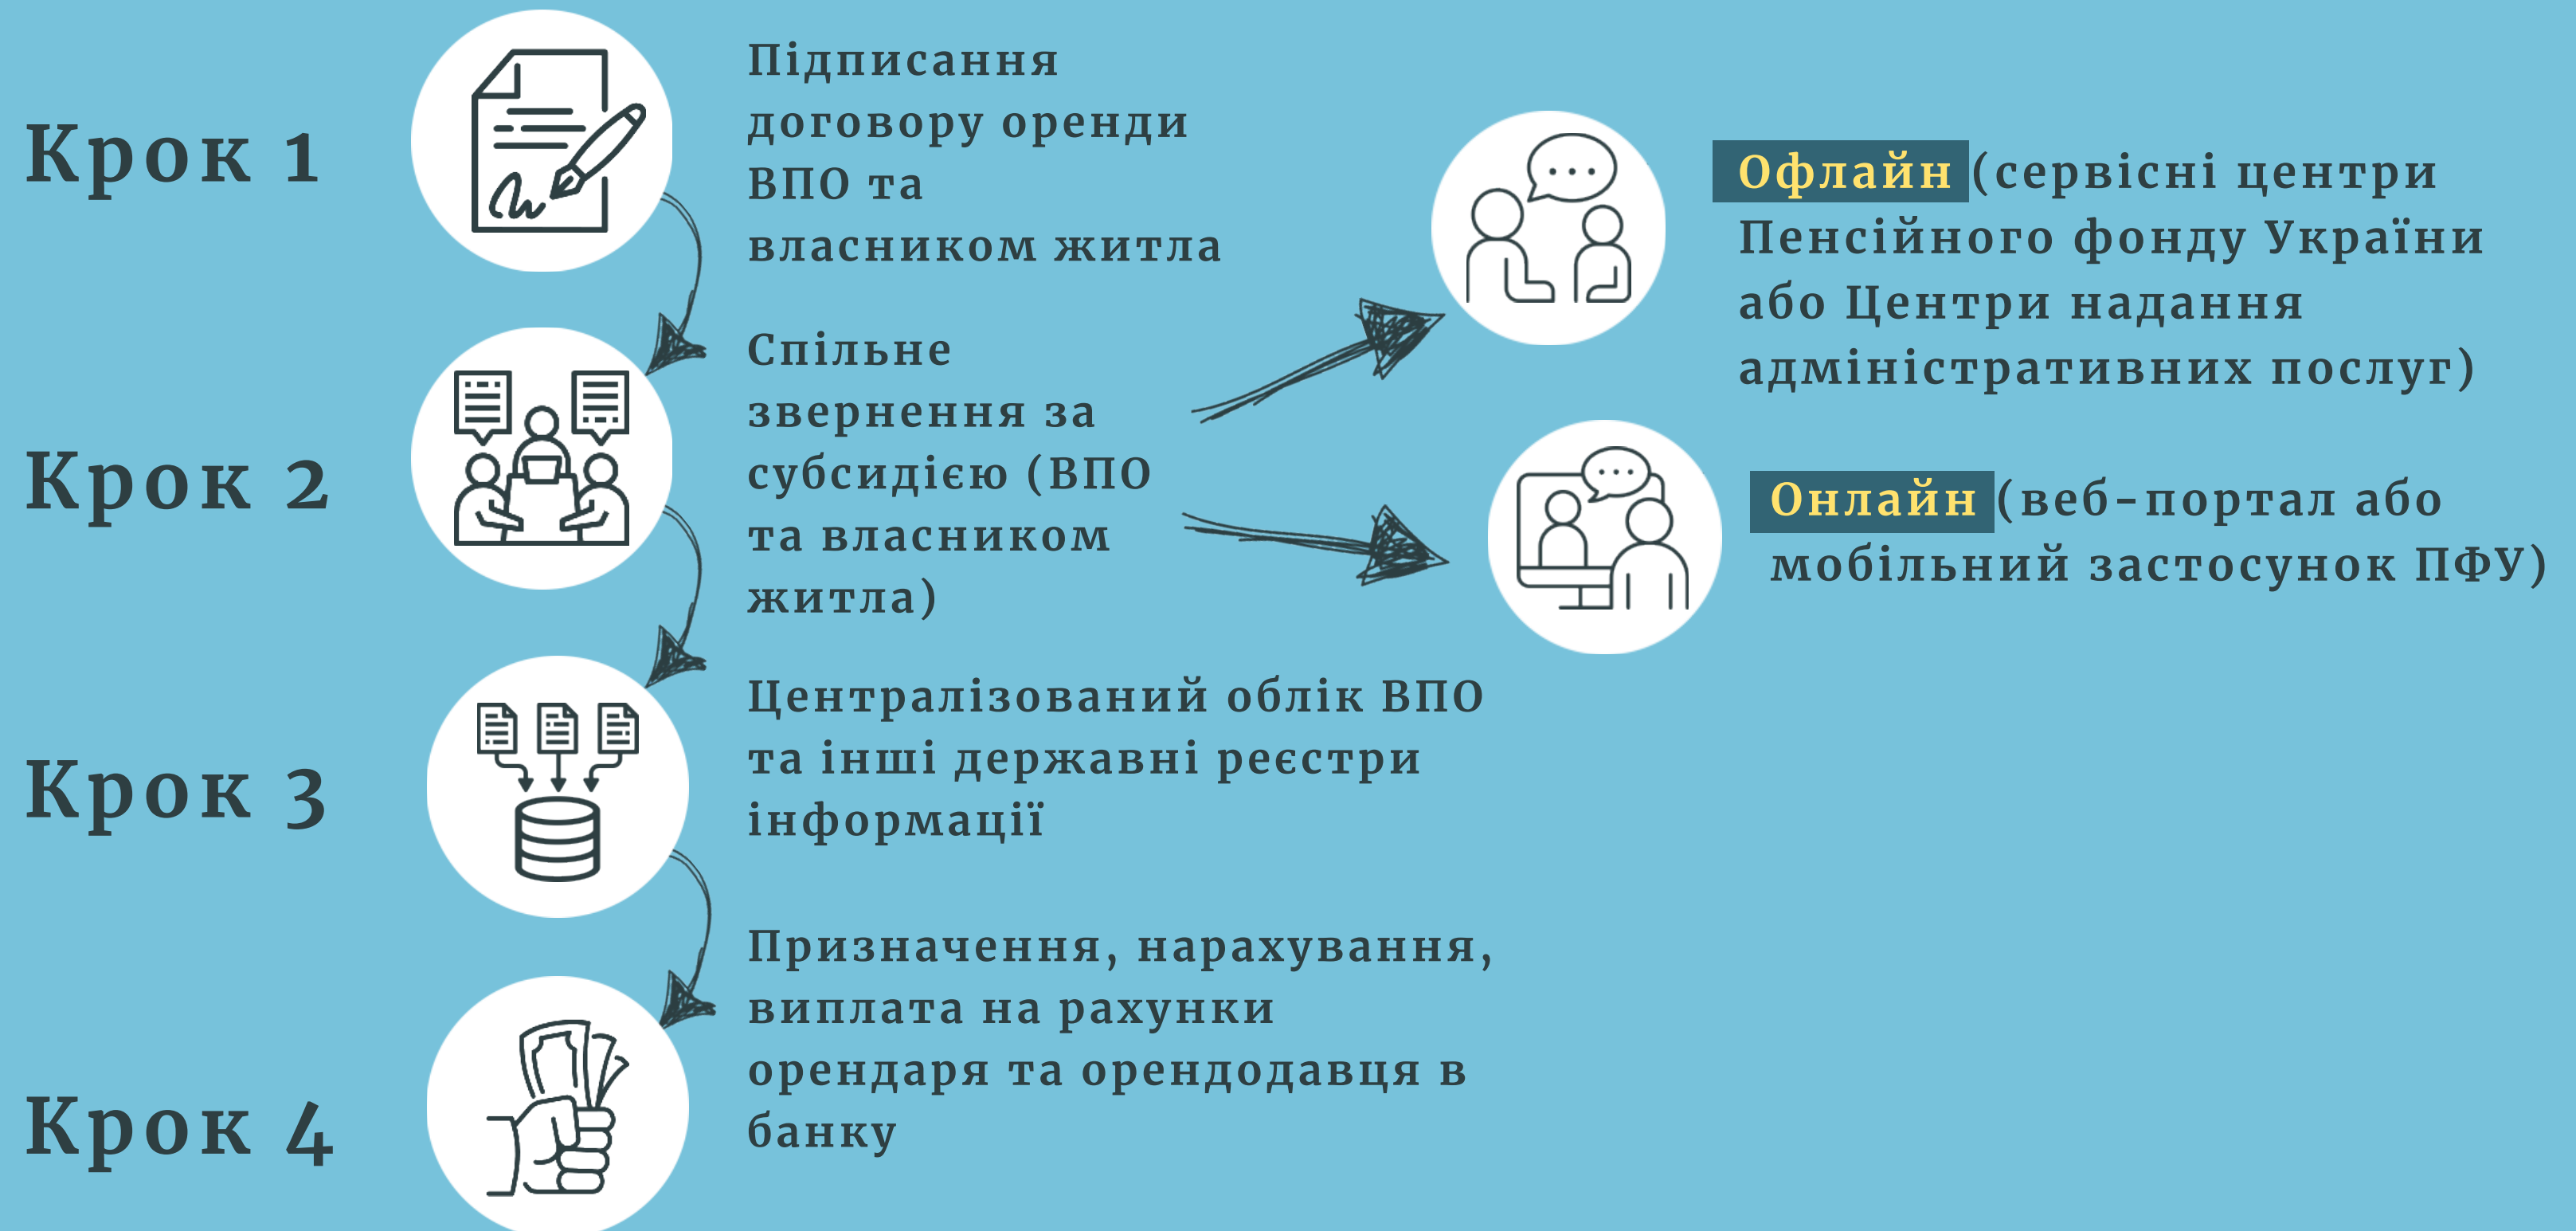 Крок 1
Підписання
договору оренди
ВПО та
власником житла
Крок 2
Спільне
звернення за
субсидією (ВПО
та власником
житла)
Офлайн (сервісні центри
Пенсійного фонду України
або Центри надання
адміністративних послуг)
Онлайн (веб-портал або
мобільний застосунок ПФУ)
Крок 3
Централізований облік ВПО
та інші державні реєстри
інформації
Крок 4
Призначення, нарахування,
виплата на рахунки
орендаря та орендодавця в
банку